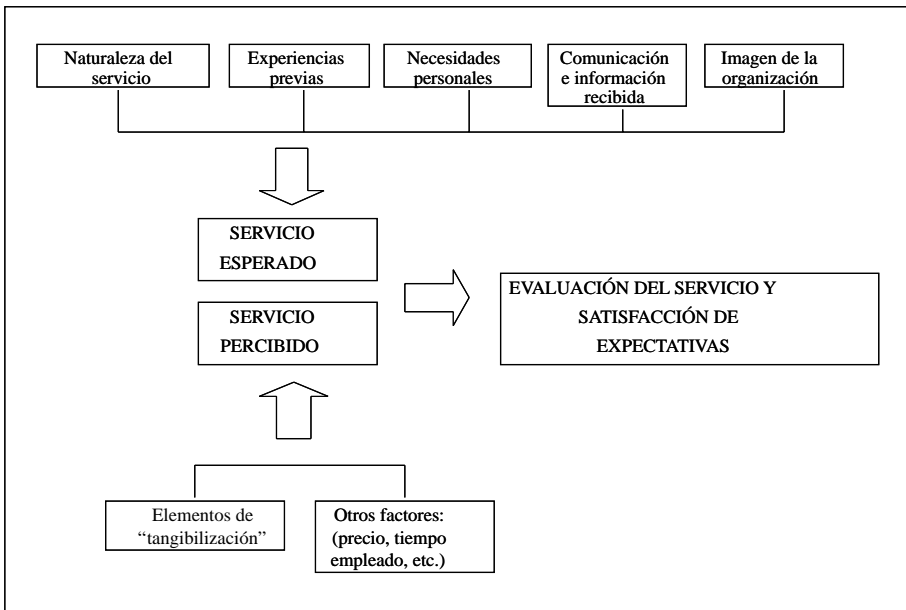 Naturaleza del
servicio
Experiencias
previas
Necesidades
personales
Comunicación
e información
recibida
Imagen de la
organización
SERVICIO
ESPERADO
SERVICIO
PERCIBIDO
EVALUACIÓN DEL SERVICIO Y
SATISFACCIÓN DE
EXPECTATIVAS
Elementos de
“tangibilización”
Otros factores:
(precio, tiempo
empleado, etc.)